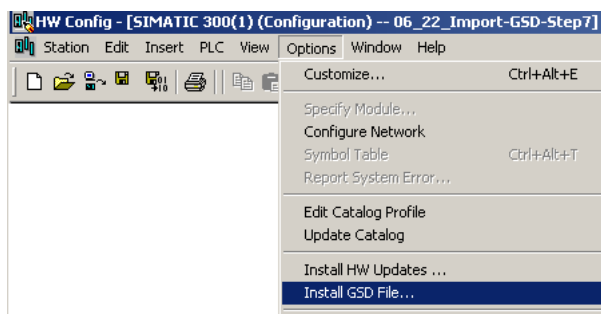 HW Config - [SIMATIC 300(1) (Configuration) -- 06_22_Import-GSD-Step7]
Station Edit Insert PLC View Options Window Help
Customize... Ctrl+Alt+E
Specify Module...
Configure Network
Symbol Table Ctrl+Alt+T
Report System Error...
Edit Catalog Profile
Update Catalog
Install HW Updates ...
Install GSD File...